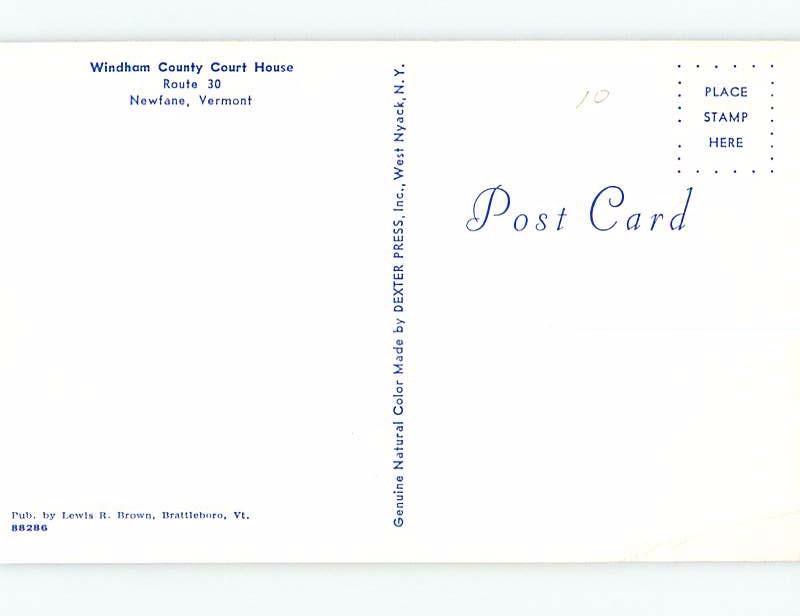 Windham County Court House
Route 30
Newfane, Vermont
Pub. by Lewis R. Brown, Brattleboro, Vt.
88286
Genuine Natural Color Made by DEXTER PRESS, Inc., West Nyack, N.Y.
10
PLACE
STAMP
HERE
Post Card